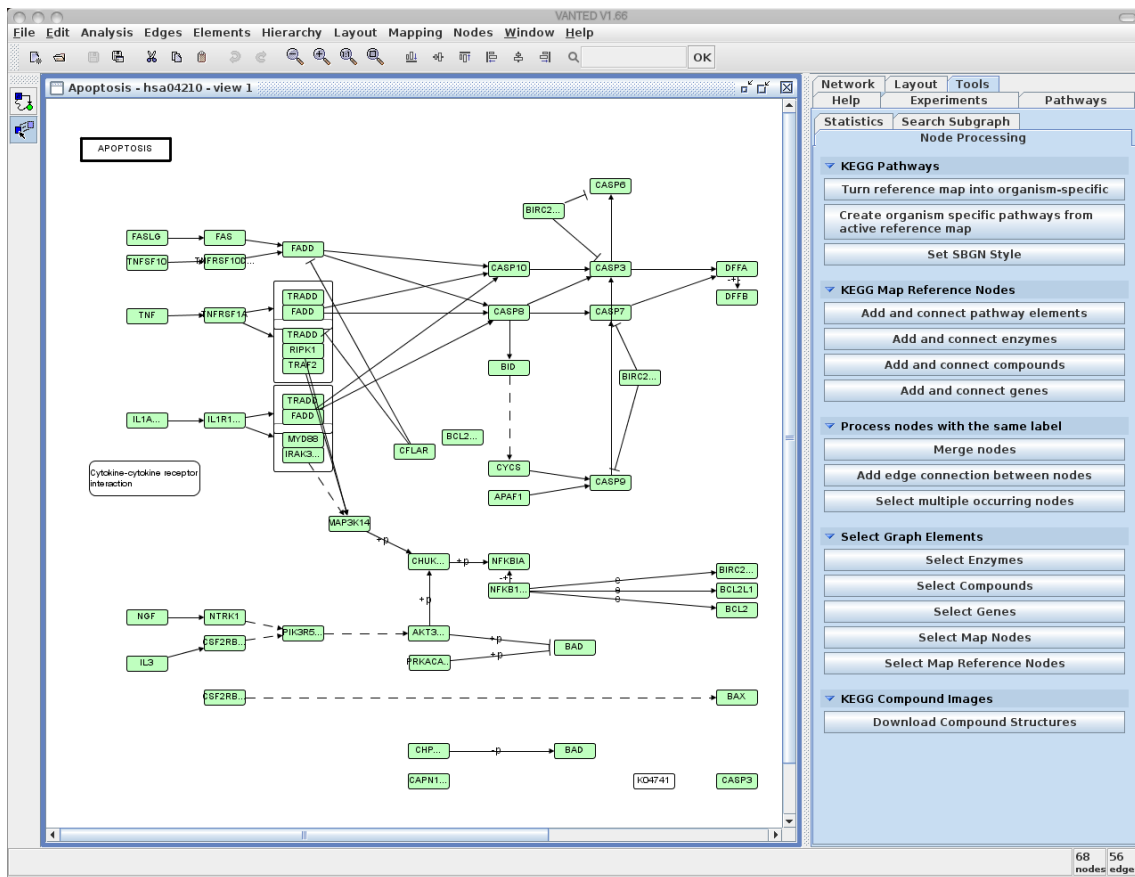 VANTED V1.66
File Edit Analysis Edges Elements Hierarchy Layout Mapping Nodes Window Help
OK
Apoptosis - hsa04210 - view 1
APOPTOSIS
CASP6
BIRC2...
FASLG FAS
FADD
TNFSF10 TNFRSF10D...
CASP10 CASP3 DFFA
-+-
DFFB
TRADD
FADD
TNF TNFRSF1A
CASP8 CASP7
TRADD
RIPK1
TRAF2
BID
BIRC2...
TRADD
FADD
IL1A... IL1R1...
MYD88
IRAK3...
BCL2...
CFLAR
Cytokine-cytokine receptor
interaction
CYCS
CASP9
APAF1
MAP3K14
+p
CHUK... +p NFKBIA
-+-
NFKB1...
e
e
e
BIRC2...
BCL2L1
BCL2
+p
NGF NTRK1
CSF2RB...
PIK3R5...
AKT3...
+p
BAD
IL3
PRKACA...
+p
CSF2RB... BAX
CHP... -p BAD
CAPN1... K04741 CASP3
Network Layout Tools
Help Experiments Pathways
Statistics Search Subgraph
Node Processing
KEGG Pathways
Turn reference map into organism-specific
Create organism specific pathways from
active reference map
Set SBGN Style
KEGG Map Reference Nodes
Add and connect pathway elements
Add and connect enzymes
Add and connect compounds
Add and connect genes
Process nodes with the same label
Merge nodes
Add edge connection between nodes
Select multiple occurring nodes
Select Graph Elements
Select Enzymes
Select Compounds
Select Genes
Select Map Nodes
Select Map Reference Nodes
KEGG Compound Images
Download Compound Structures
68 56
nodes edge